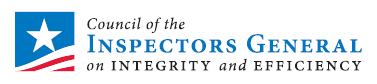 Council of the
INSPECTORS GENERAL
on INTEGRITY and EFFICIENCY